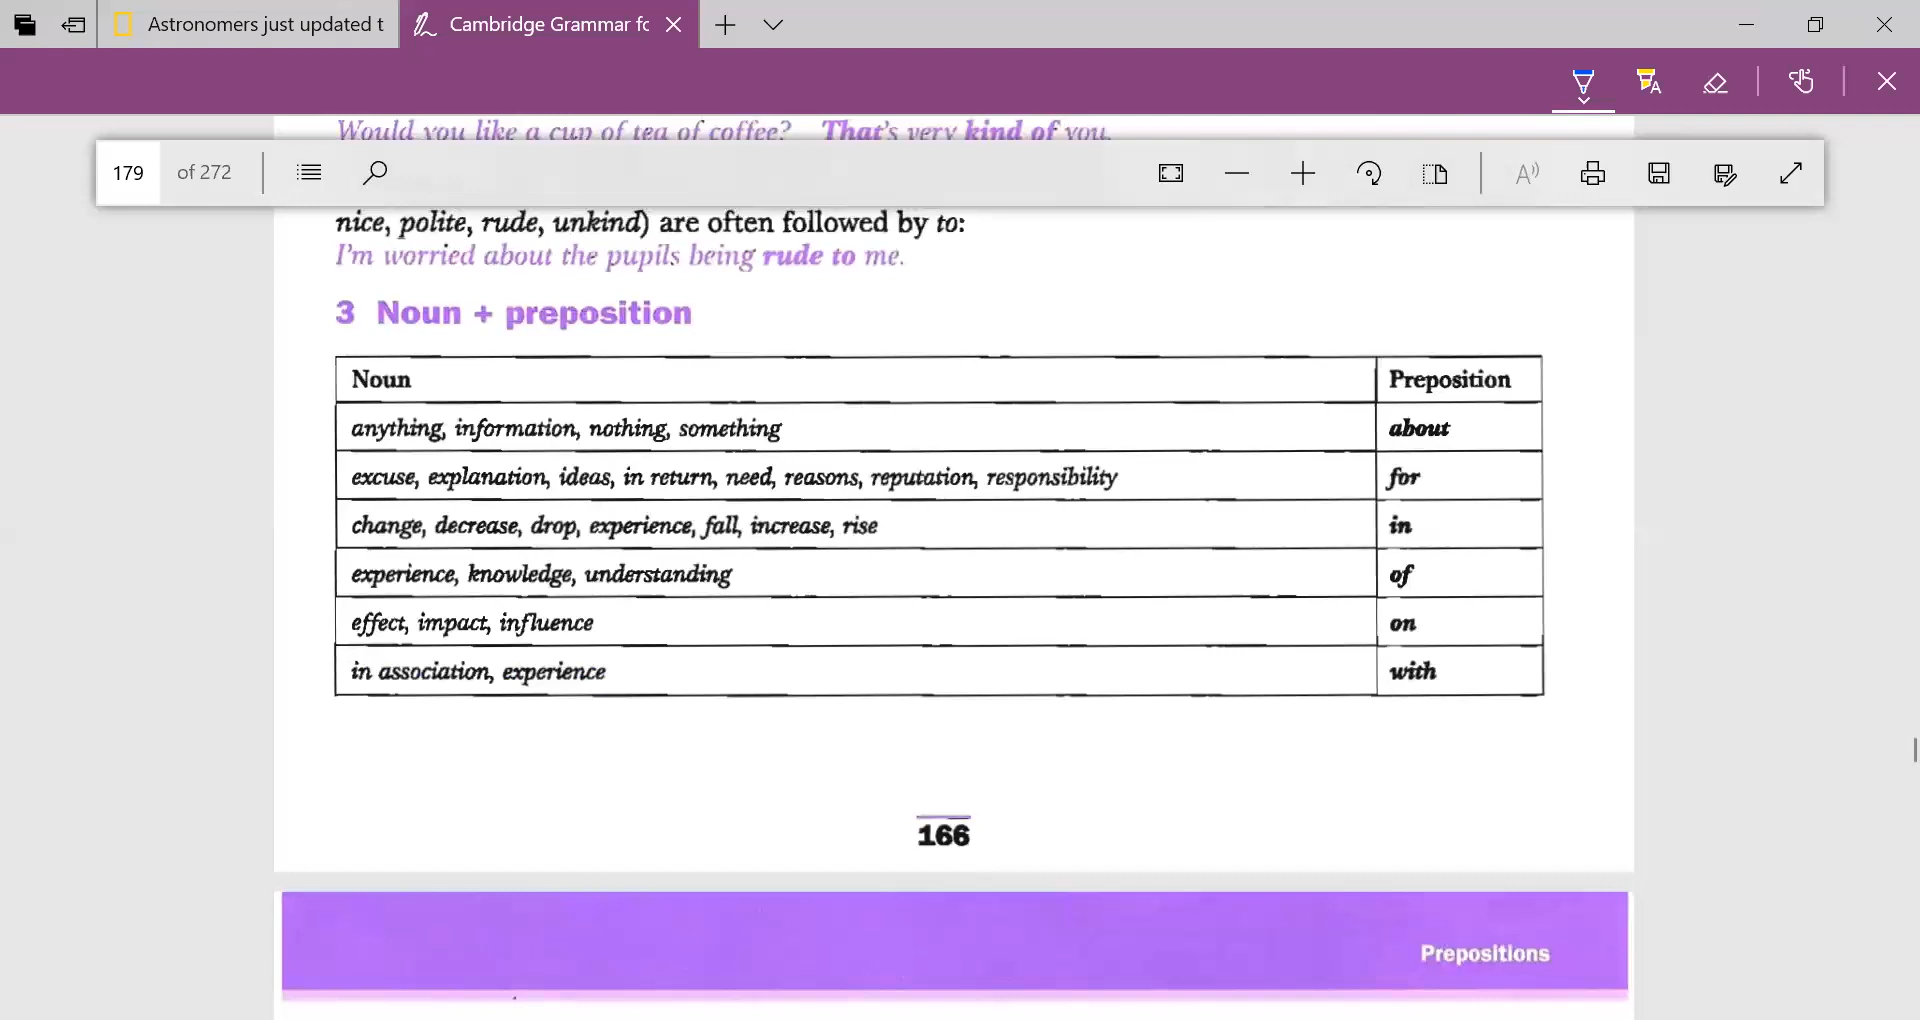 Astronomers just updated t
Cambridge Grammar fo
Would you like a cup of tea of coffee? That's very kind of you.
179 of 272
nice, polite, rude, unkind) are often followed by to:
I'm worried about the pupils being rude to me.
3 Noun + preposition
Noun Preposition
anything, information, nothing, something about
excuse, explanation, ideas, in return, need, reasons, reputation, responsibility for
change, decrease, drop, experience, fall, increase, rise in
experience, knowledge, understanding of
effect, impact, influence on
in association, experience with
166
Prepositions